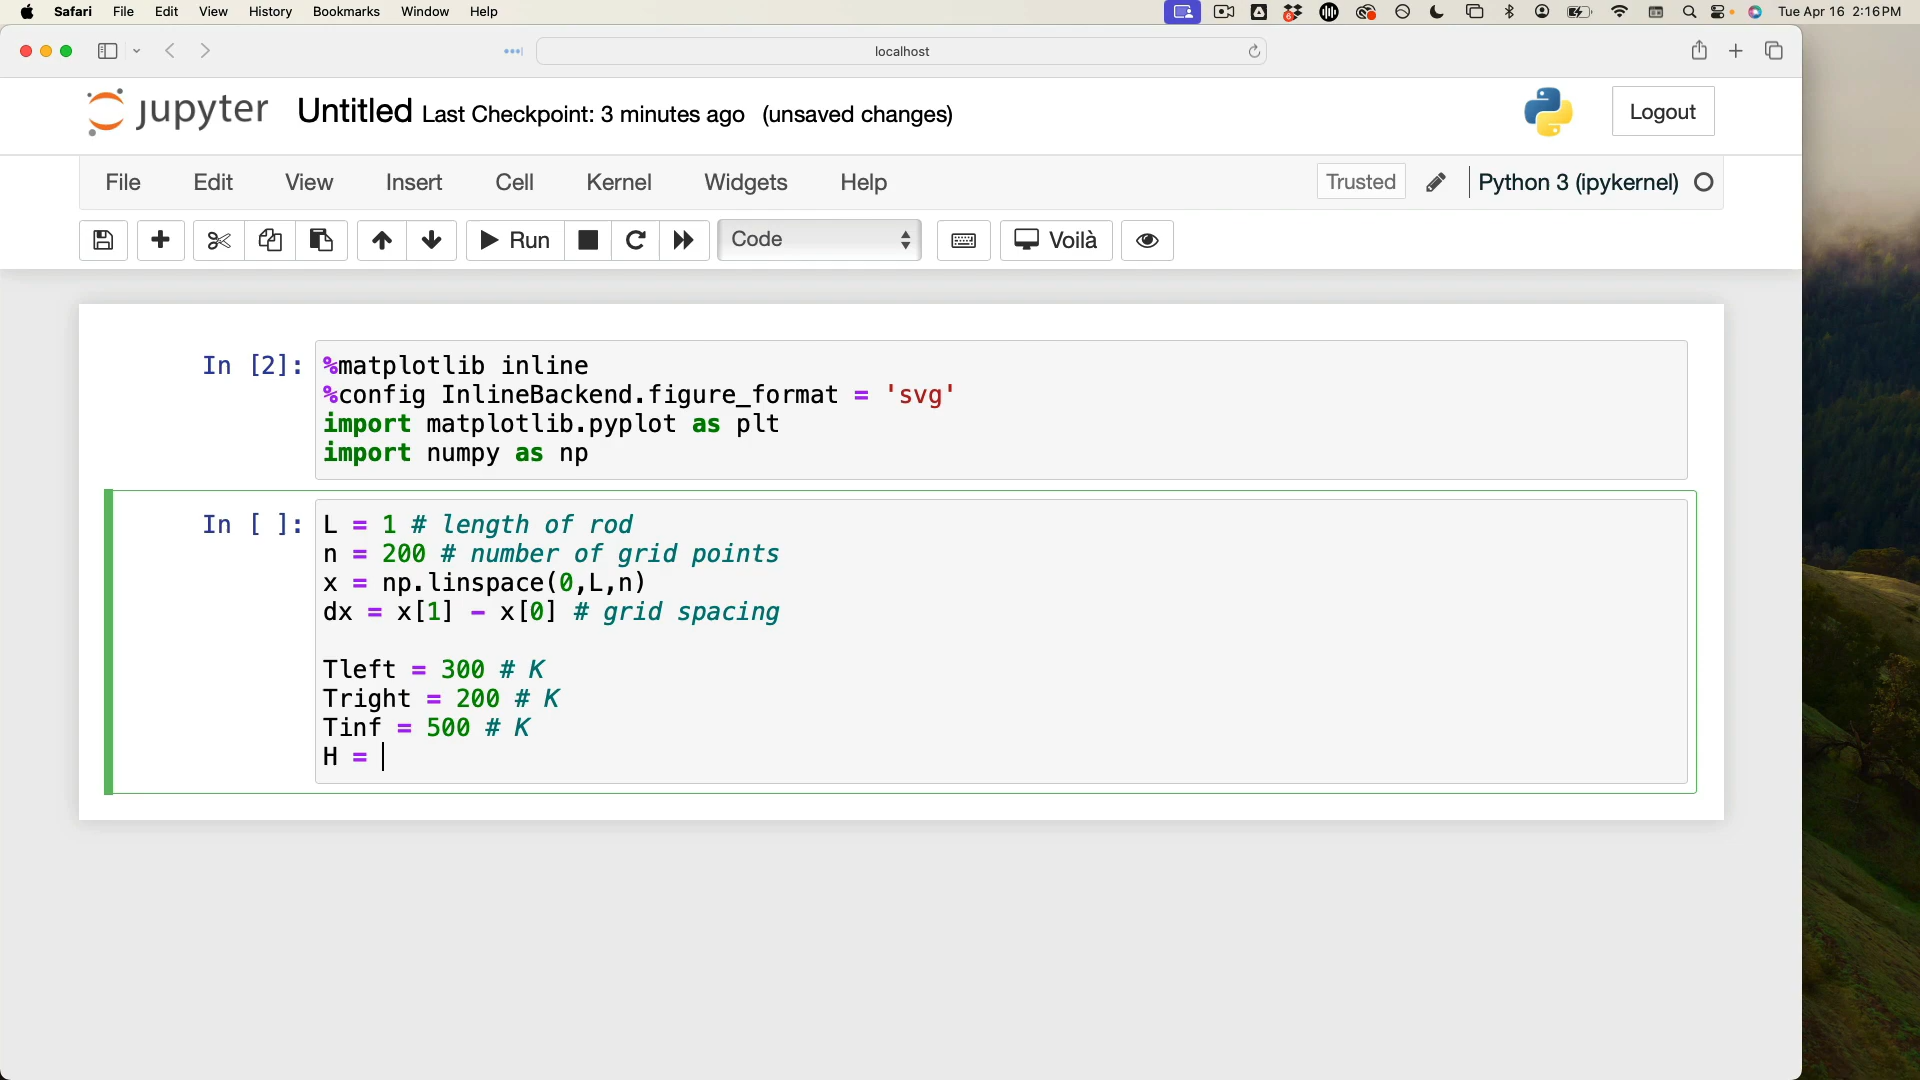 Safari File Edit View History Bookmarks Window Help Tue Apr 16 2:16 PM
localhost
jupyter Untitled Last Checkpoint: 3 minutes ago (unsaved changes) Logout
File Edit View Insert Cell Kernel Widgets Help Trusted Python 3 (ipykernel)
Run Code Voilà
In [2]: %matplotlib inline
%config InlineBackend.figure_format = 'svg'
import matplotlib.pyplot as plt
import numpy as np
In [ ]: L = 1 # length of rod
n = 200 # number of grid points
x = np.linspace(0,L,n)
dx = x[1] - x[0] # grid spacing
Tleft = 300 # K
Tright = 200 # K
Tinf = 500 # K
H =